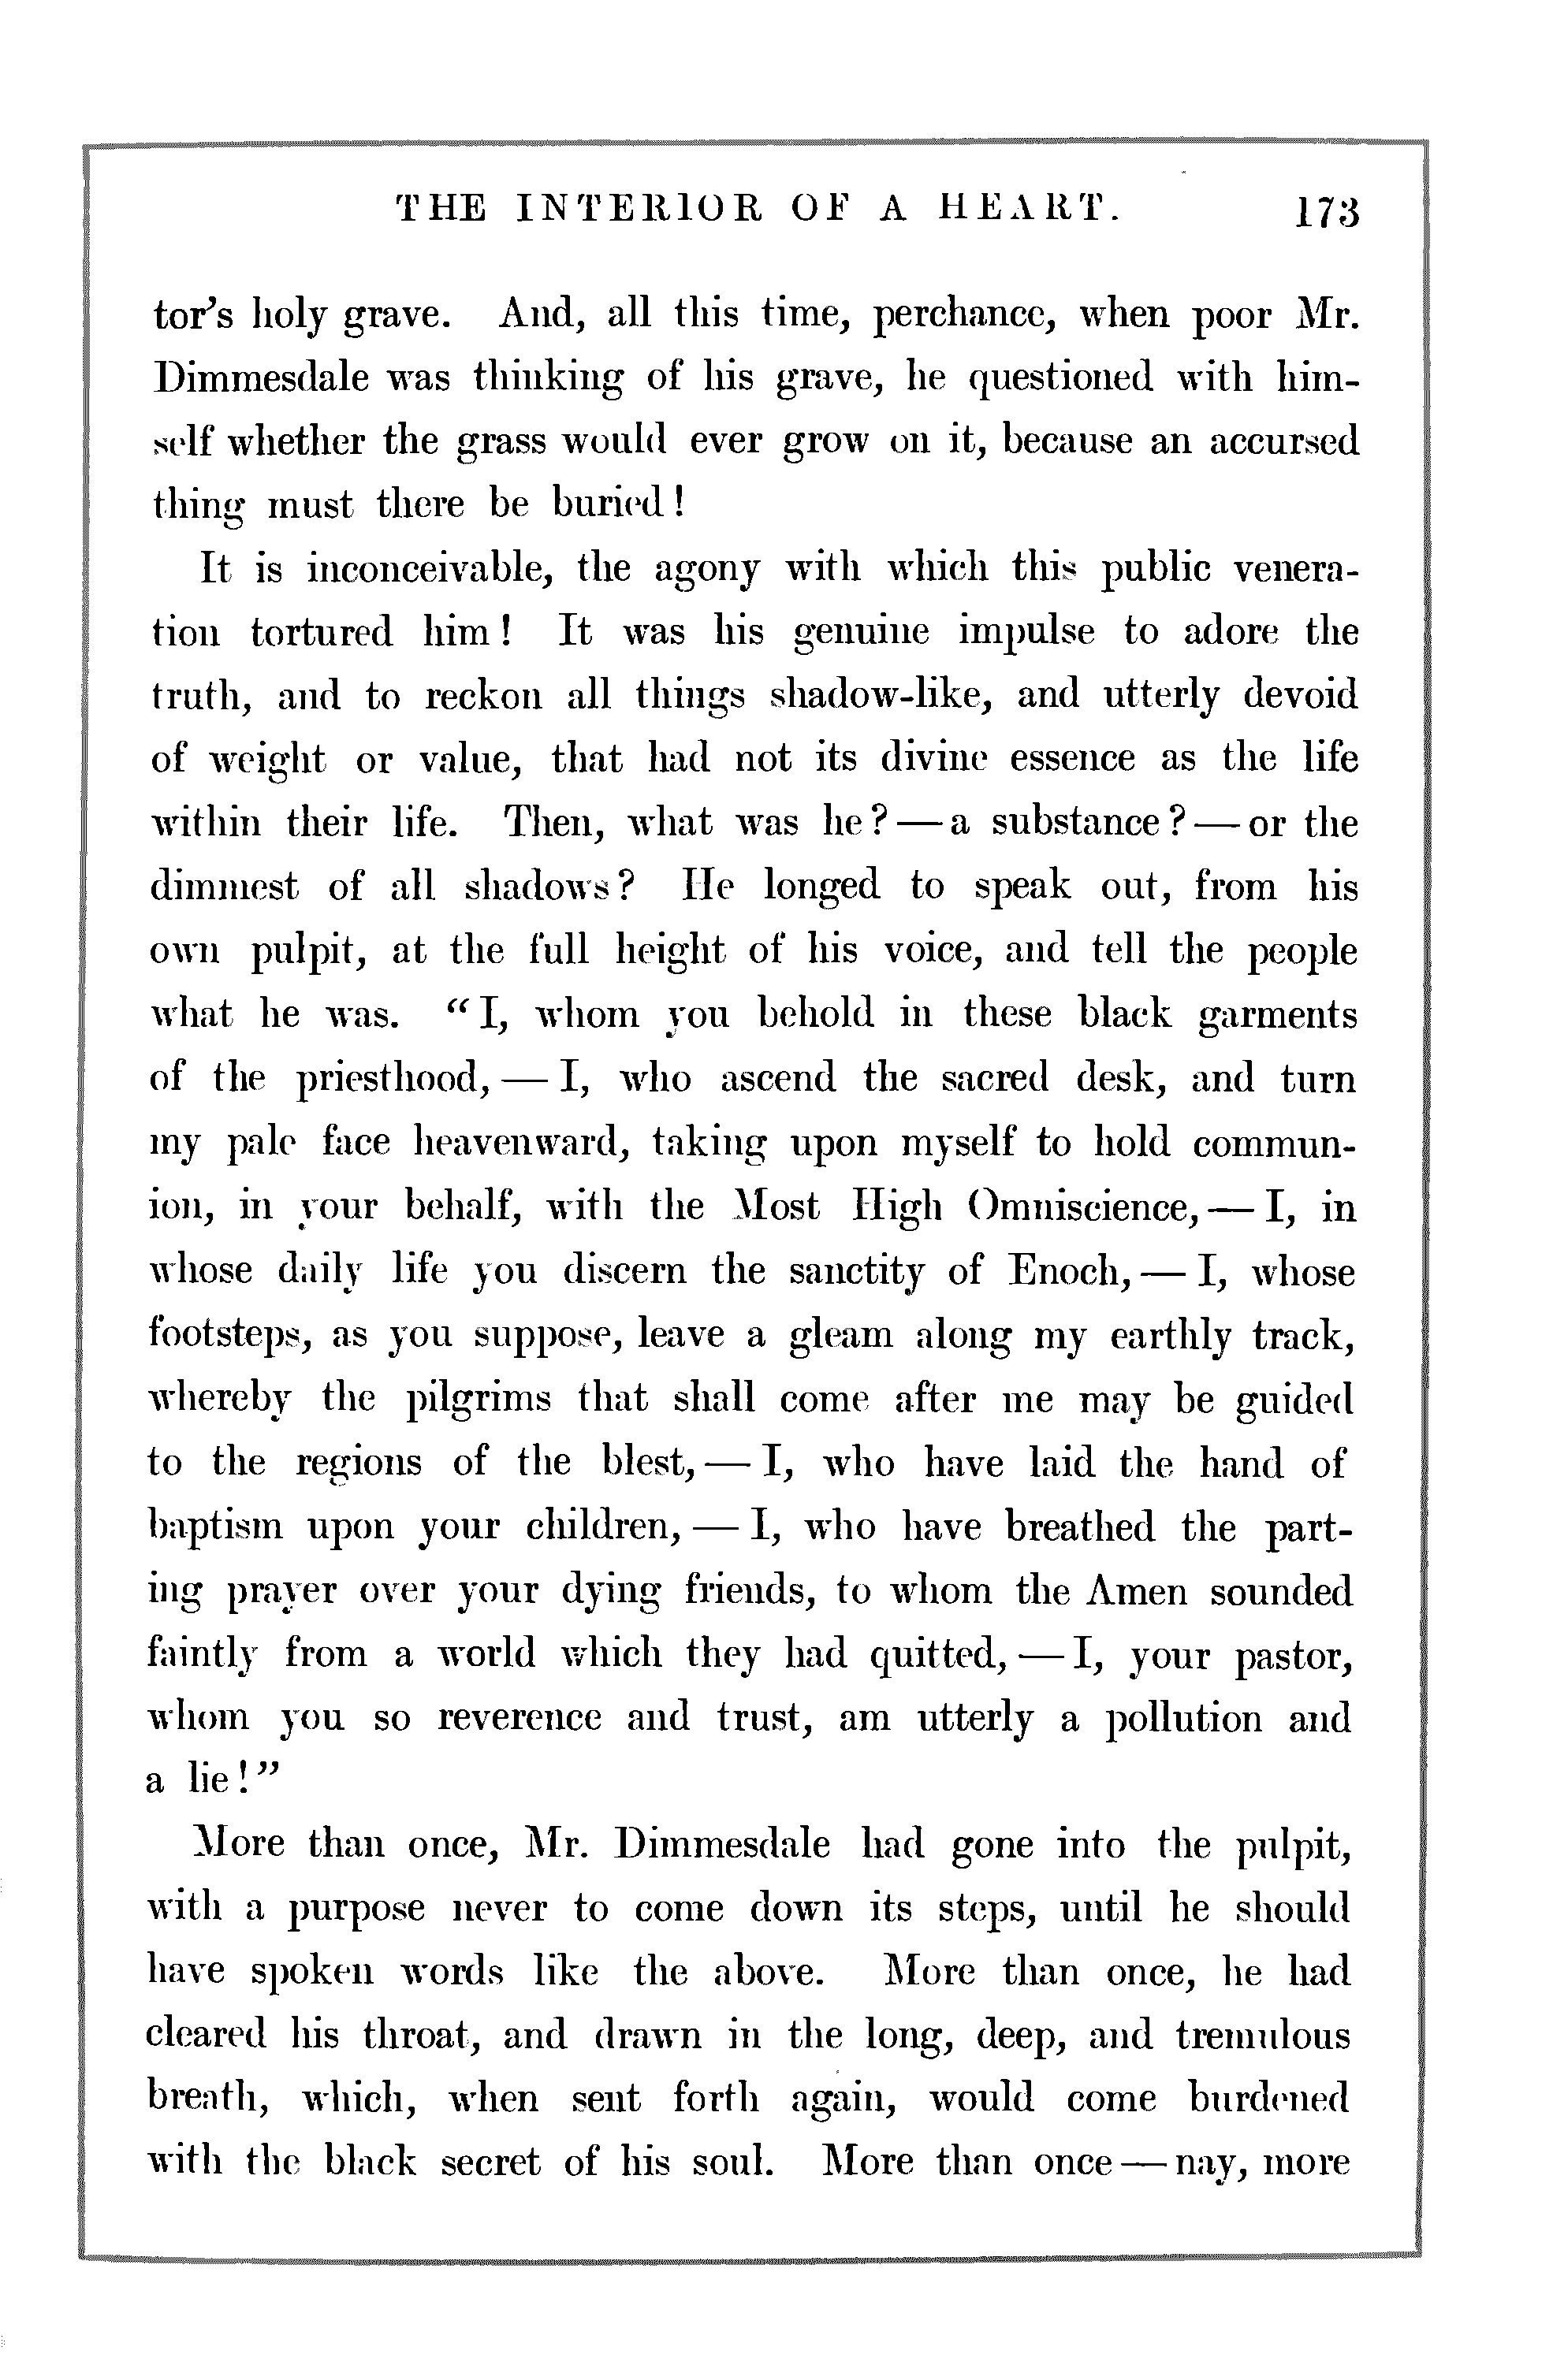 THE INTERIOR OF A HEART. 173
tor's holy grave. And, all this time, perchance, when poor Mr.
Dimmesdale was thinking of his grave, he questioned with him-
self whether the grass would ever grow on it, because an accursed
thing must there be buried!
It is inconceivable, the agony with which this public venera-
tion tortured him! It was his genuine impulse to adore the
truth, and to reckon all things shadow-like, and utterly devoid
of weight or value, that had not its divine essence as the life
within their life. Then, what was he?—a substance?—or the
dimmest of all shadows? He longed to speak out, from his
own pulpit, at the full height of his voice, and tell the people
what he was. “I, whom you behold in these black garments
of the priesthood,—I, who ascend the sacred desk, and turn
my pale face heavenward, taking upon myself to hold commun-
ion, in your behalf, with the Most High Omniscience,—I, in
whose daily life you discern the sanctity of Enoch,—I, whose
footsteps, as you suppose, leave a gleam along my earthly track,
whereby the pilgrims that shall come after me may be guided
to the regions of the blest,—I, who have laid the hand of
baptism upon your children,—I, who have breathed the part-
ing prayer over your dying friends, to whom the Amen sounded
faintly from a world which they had quitted,—I, your pastor,
whom you so reverence and trust, am utterly a pollution and
a lie!”
More than once, Mr. Dimmesdale had gone into the pulpit,
with a purpose never to come down its steps, until he should
have spoken words like the above. More than once, he had
cleared his throat, and drawn in the long, deep, and tremulous
breath, which, when sent forth again, would come burdened
with the black secret of his soul. More than once—nay, more